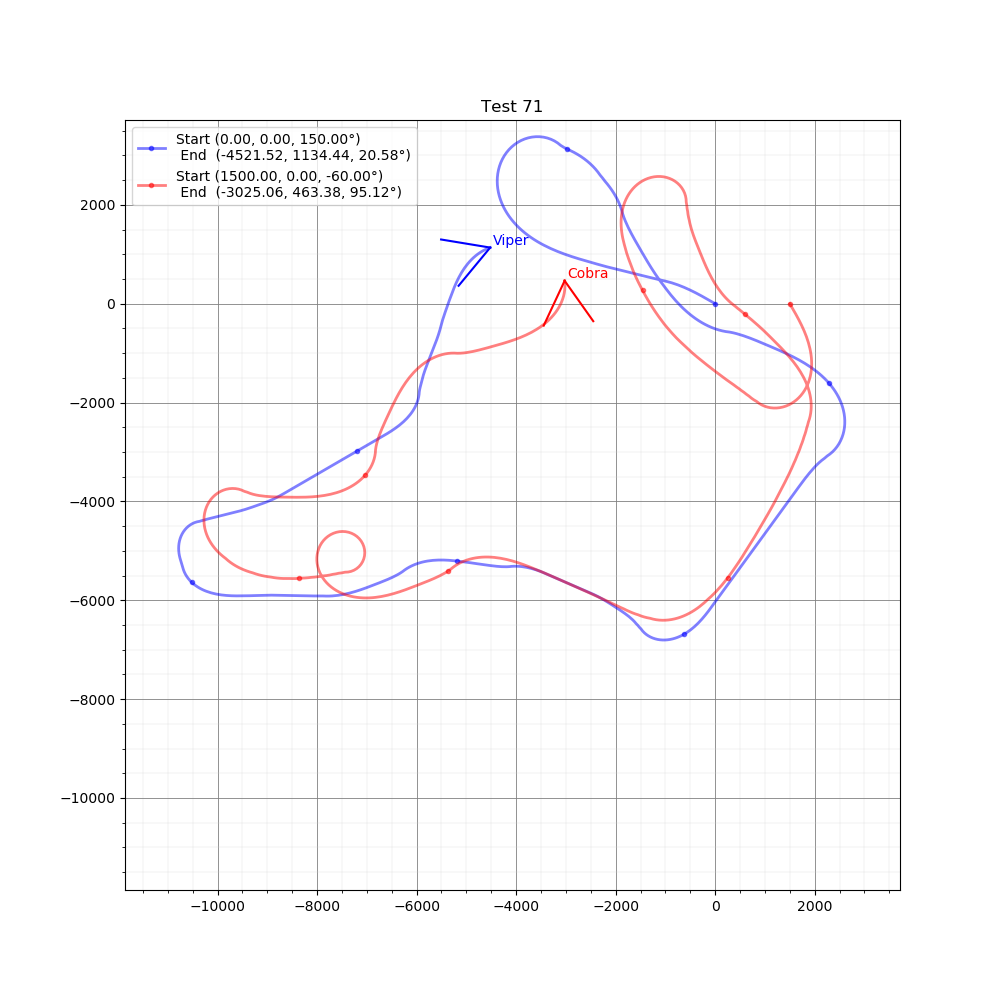 Test 71
Start (0.00, 0.00, 150.00°)
End (-4521.52, 1134.44, 20.58°)
Start (1500.00, 0.00, -60.00°)
End (-3025.06, 463.38, 95.12°)
Viper
Cobra
2000
0
−2000
−4000
−6000
−8000
−10000
−10000 −8000 −6000 −4000 −2000 0 2000